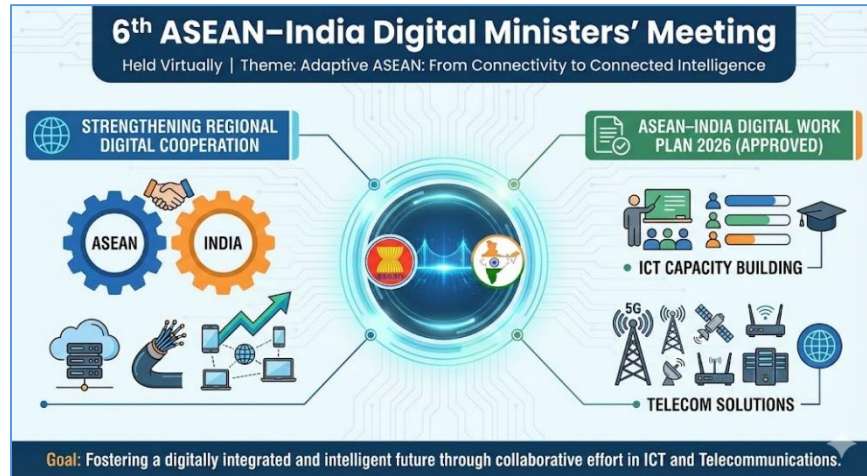 6th ASEAN–India Digital Ministers' Meeting
Held Virtually | Theme: Adaptive ASEAN: From Connectivity to Connected Intelligence
STRENGTHENING REGIONAL
DIGITAL COOPERATION
ASEAN
INDIA
asean
ASEAN–INDIA DIGITAL WORK
PLAN 2026 (APPROVED)
• ICT CAPACITY BUILDING
5G
• TELECOM SOLUTIONS
Goal: Fostering a digitally integrated and intelligent future through collaborative effort in ICT and Telecommunications.